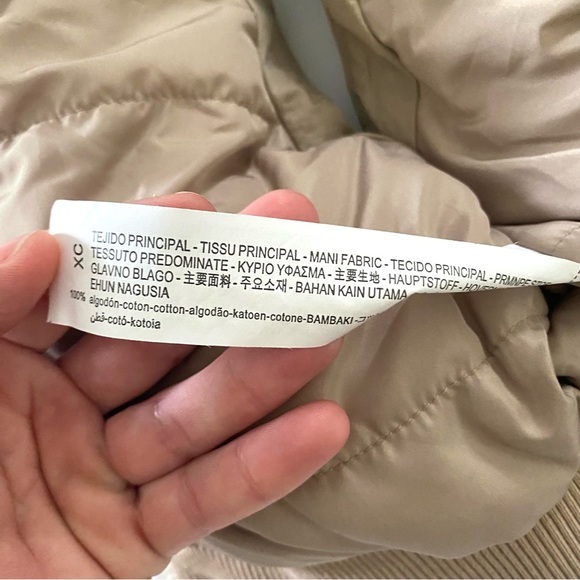 XC
TEJIDO PRINCIPAL - TISSU PRINCIPAL - MANI FABRIC - TECIDO PRINCIPAL -
TESSUTO PREDOMINATE - ΚΥΡΙΟ ΥΦΑΣΜΑ - 主要生地 - HAUPTSTOFF -
GLAVNO BLAGO - 主要面料 - 주요소재 - BAHAN KAIN UTAMA
EHUN NAGUSIA
100% algodón-coton-cotton-algodão-katoen-cotone-BAMBAKI-
قطن-cotó-kotoia